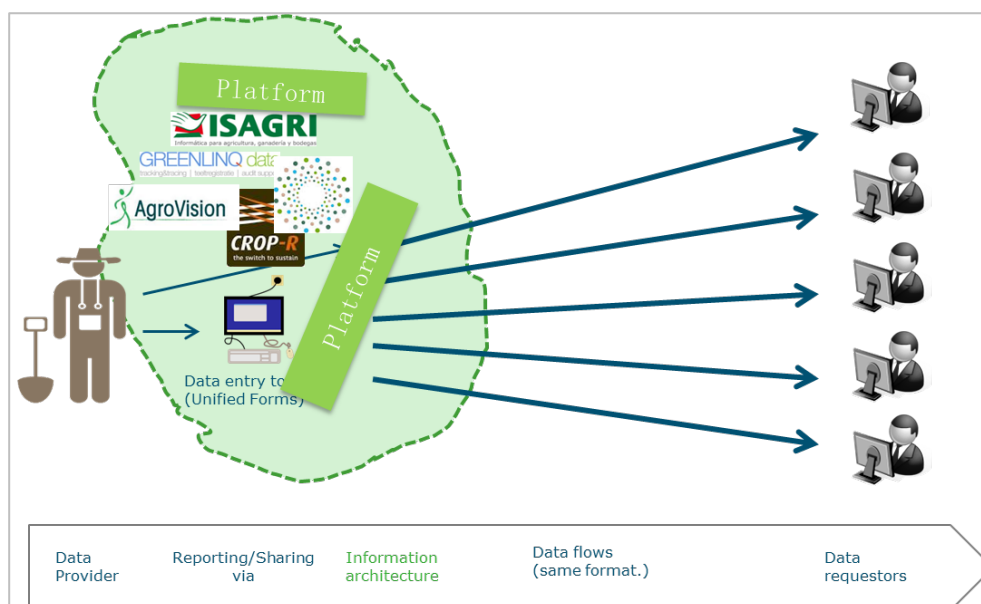 Platform
ISAGRI
Informática para agricultura, ganadería y bodegas
GREENLINQ data
tracking&tracing | teeltregistratie | audit support
AgroVision
CROP-R
the switch to sustain
Platform
Data entry to
(Unified Forms)
Data
Provider
Reporting/Sharing
via
Information
architecture
Data flows
(same format.)
Data
requestors